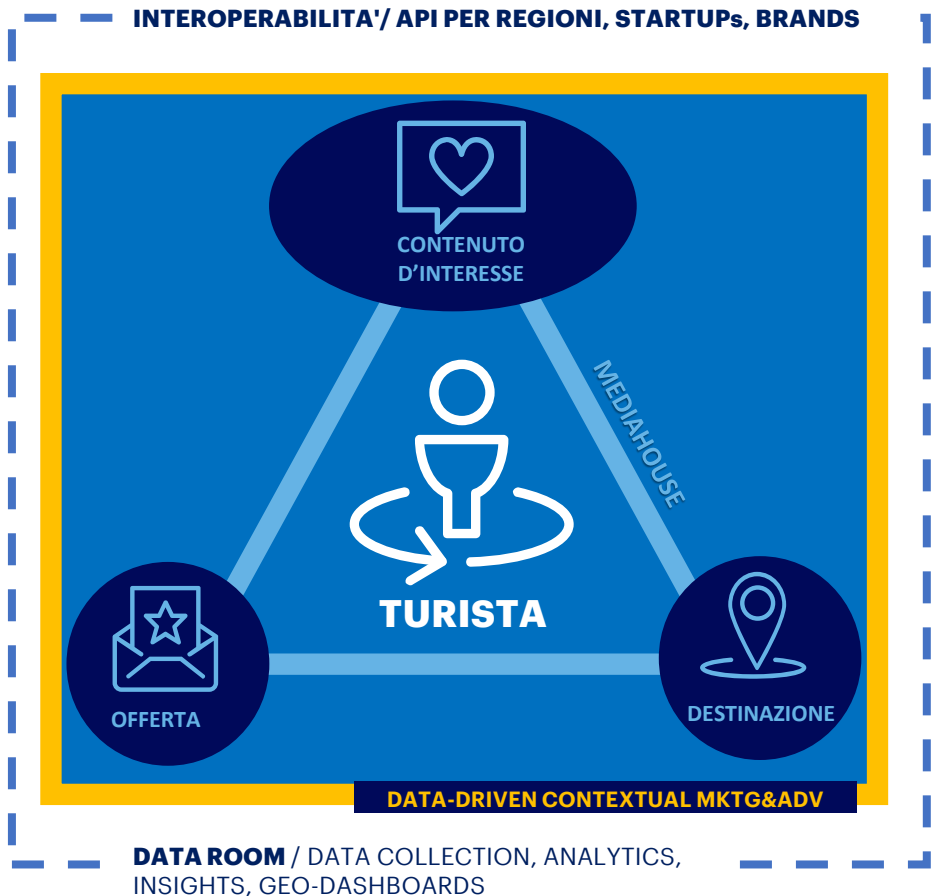 INTEROPERABILITA'/ API PER REGIONI, STARTUPs, BRANDS
CONTENUTO
D'INTERESSE
MEDIAHOUSE
TURISTA
OFFERTA
DESTINAZIONE
DATA-DRIVEN CONTEXTUAL MKTG&ADV
DATA ROOM / DATA COLLECTION, ANALYTICS,
INSIGHTS, GEO-DASHBOARDS